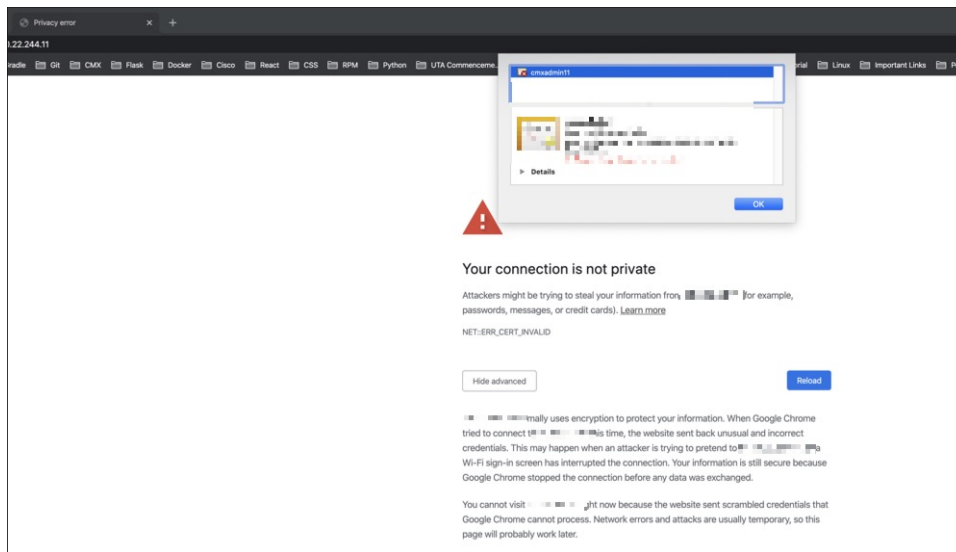 Privacy error
.22.244.11
Git CMX Flask Docker Cisco React CSS RPM Python UTA Commenceme.. Linux Important Links
cmxadmin11
Details
OK
Your connection is not private
Attackers might be trying to steal your information for example,
passwords, messages, or credit cards). Learn more
NET::ERR_CERT_INVALID
Hide advanced
Reload
mally uses encryption to protect your information. When Google Chrome
tried to connect is time, the website sent back unusual and incorrect
credentials. This may happen when an attacker is trying to pretend to a
Wi-Fi sign-in screen has interrupted the connection. Your information is still secure because
Google Chrome stopped the connection before any data was exchanged.
You cannot visit ght now because the website sent scrambled credentials that
Google Chrome cannot process. Network errors and attacks are usually temporary, so this
page will probably work later.